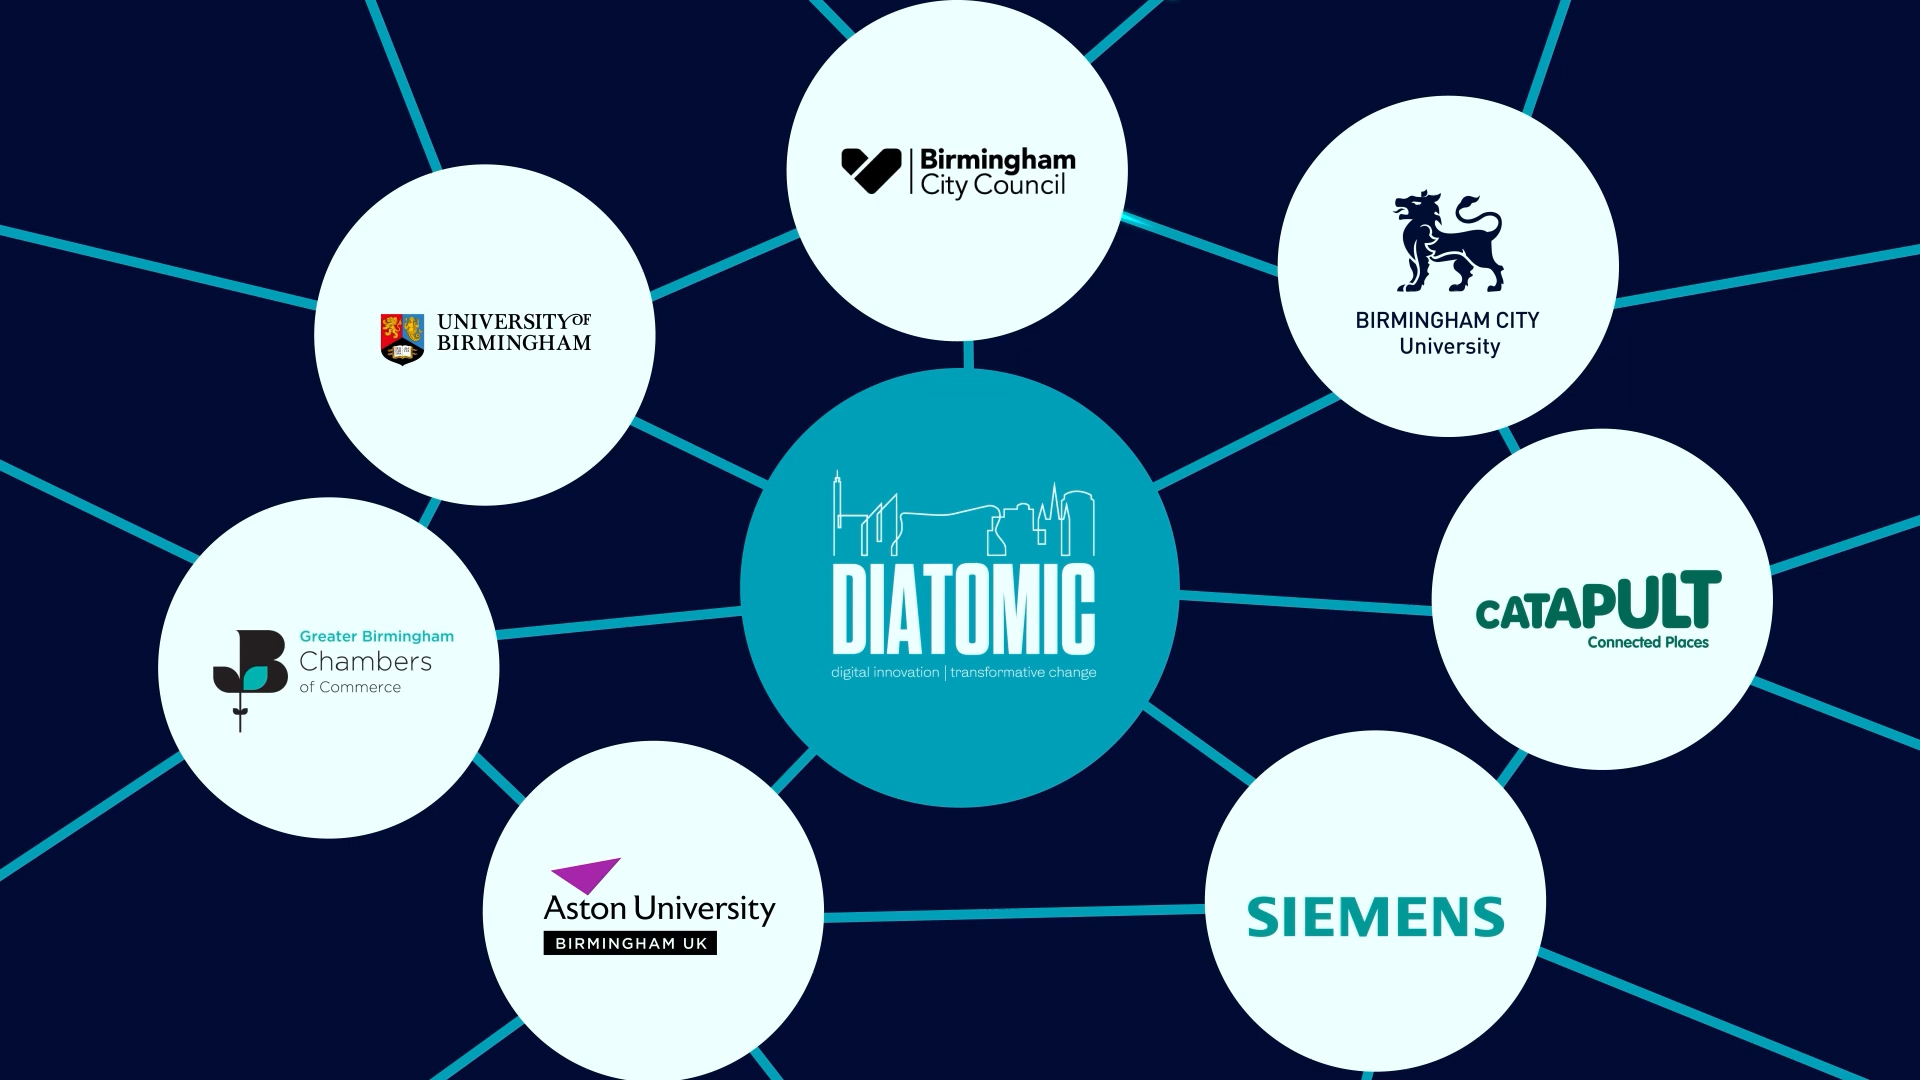 Birmingham
City Council
BIRMINGHAM CITY
University
UNIVERSITY OF
BIRMINGHAM
DIATOMIC
digital innovation | transformative change
CATAPULT
Connected Places
Greater Birmingham
Chambers
of Commerce
Aston University
BIRMINGHAM UK
SIEMENS